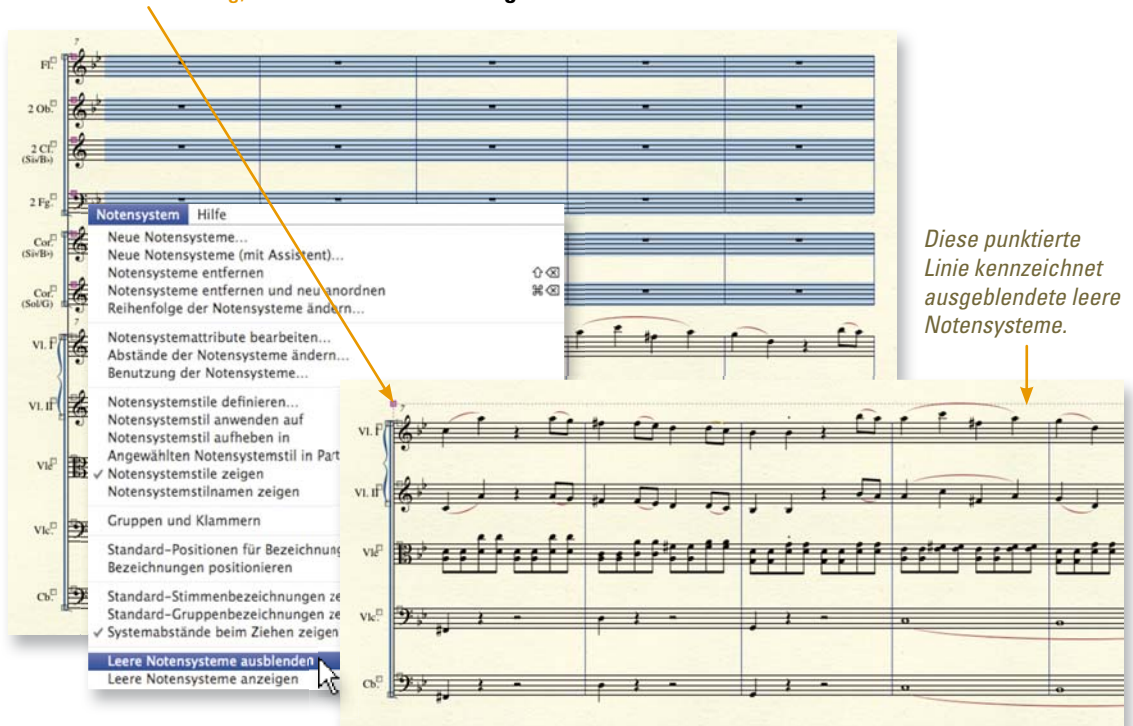 7
Fl.
2 Ob.
2 Cl.
(Si♭/B♭)
2 Fg.
Cor.
(Si♭/B♭)
Cor.
(Sol/G)
7
Vl. I
Vl. II
Vle
Vlc.
Cb.
Notensystem Hilfe
Neue Notensysteme...
Neue Notensysteme (mit Assistent)...
Notensysteme entfernen ⇧⌫
Notensysteme entfernen und neu anordnen ⌘⌫
Reihenfolge der Notensysteme ändern...
Notensystemattribute bearbeiten...
Abstände der Notensysteme ändern...
Benutzung der Notensysteme...
Notensystemstile definieren...
Notensystemstil anwenden auf
Notensystemstil aufheben in
Angewählten Notensystemstil in Part
✓ Notensystemstile zeigen
Notensystemstilnamen zeigen
Gruppen und Klammern
Standard-Positionen für Bezeichnung
Bezeichnungen positionieren
Standard-Stimmenbezeichnungen ze
Standard-Gruppenbezeichnungen ze
✓ Systemabstände beim Ziehen zeigen
Leere Notensysteme ausblenden
Leere Notensysteme anzeigen
Diese punktierte
Linie kennzeichnet
ausgeblendete leere
Notensysteme.
7
Vl. I
Vl. II
Vle
Vlc.
Cb.